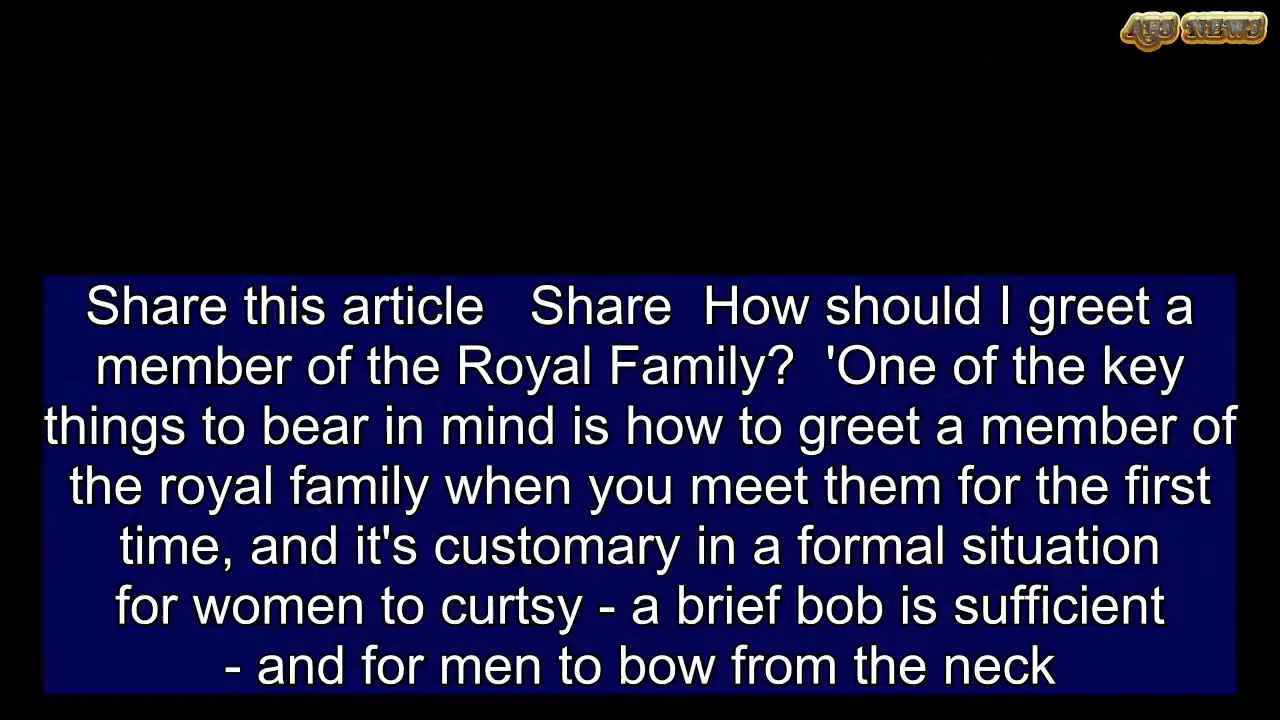 ARS NEWS
Share this article   Share  How should I greet a
member of the Royal Family?  'One of the key
things to bear in mind is how to greet a member of
the royal family when you meet them for the first
time, and it's customary in a formal situation
for women to curtsy - a brief bob is sufficient
- and for men to bow from the neck